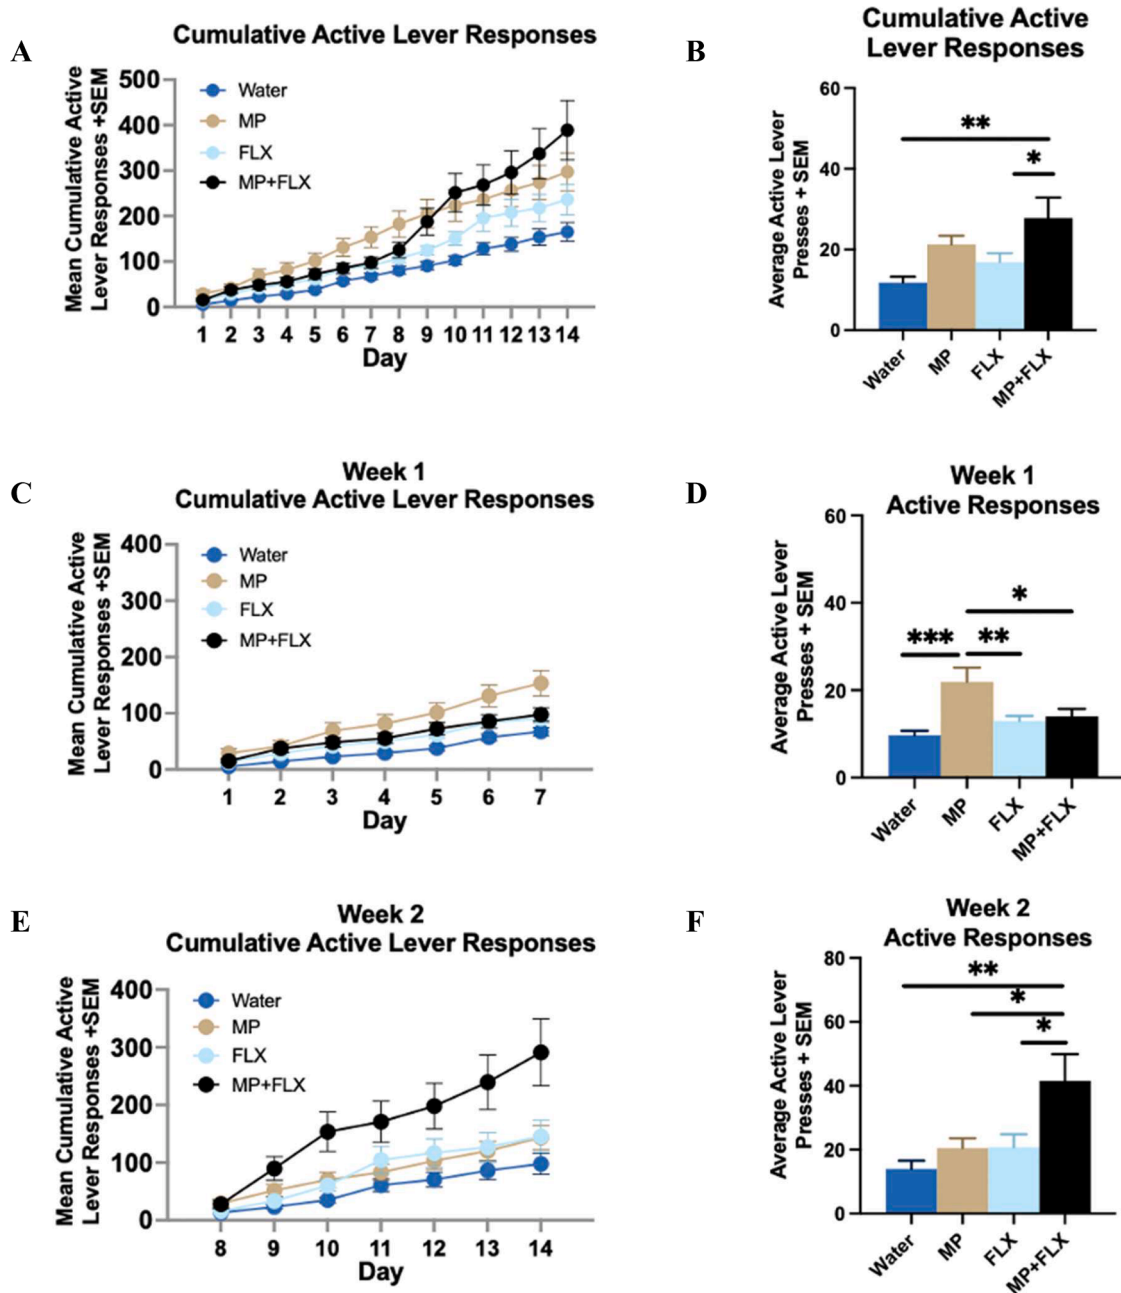 A
Cumulative Active Lever Responses
Mean Cumulative Active
Lever Responses +SEM
500
400
300
200
100
0
Water
MP
FLX
MP+FLX
1 2 3 4 5 6 7 8 9 10 11 12 13 14
Day
B
Cumulative Active
Lever Responses
Average Active Lever
Presses + SEM
60
40
20
0
**
*
Water
MP
FLX
MP+FLX
C
Week 1
Cumulative Active Lever Responses
Mean Cumulative Active
Lever Responses +SEM
400
300
200
100
0
Water
MP
FLX
MP+FLX
1 2 3 4 5 6 7
Day
D
Week 1
Active Responses
Average Active Lever
Presses + SEM
60
40
20
0
*
*** **
Water
MP
FLX
MP+FLX
E
Week 2
Cumulative Active Lever Responses
Mean Cumulative Active
Lever Responses +SEM
400
300
200
100
0
Water
MP
FLX
MP+FLX
8 9 10 11 12 13 14
Day
F
Week 2
Active Responses
Average Active Lever
Presses + SEM
80
60
40
20
0
**
*
*
Water
MP
FLX
MP+FLX